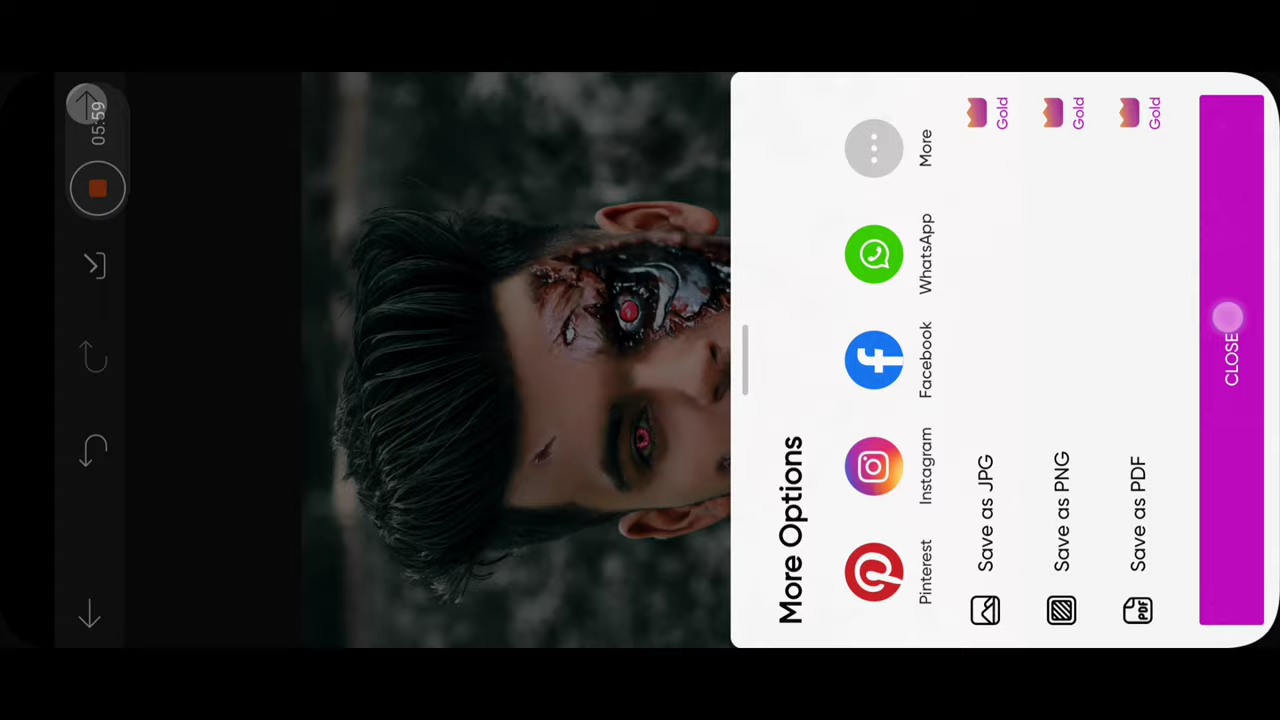 05:59
More Options
Pinterest
Instagram
Facebook
WhatsApp
More
Save as JPG
Gold
Save as PNG
Gold
PDF
Save as PDF
Gold
CLOSE